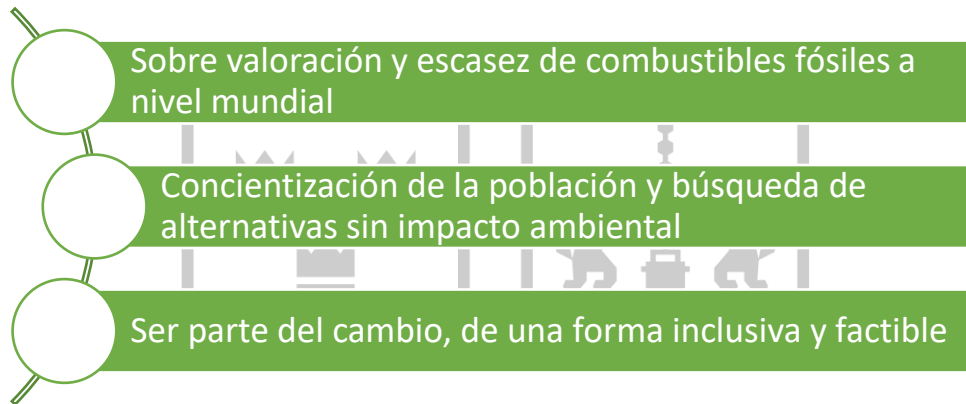 Sobre valoración y escasez de combustibles fósiles a
nivel mundial
Concientización de la población y búsqueda de
alternativas sin impacto ambiental
Ser parte del cambio, de una forma inclusiva y factible